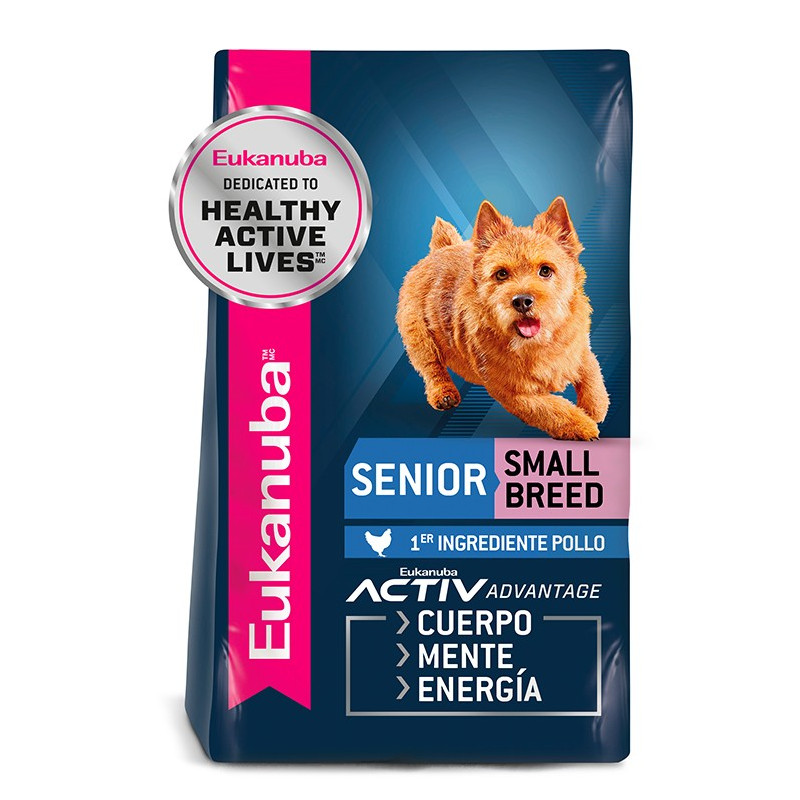 Eukanuba
DEDICATED TO
HEALTHY
ACTIVE
LIVES™ MC
Eukanuba™ MC
SENIOR
SMALL
BREED
1ER INGREDIENTE POLLO
Eukanuba
ACTIV ADVANTAGE
> CUERPO
> MENTE
> ENERGÍA